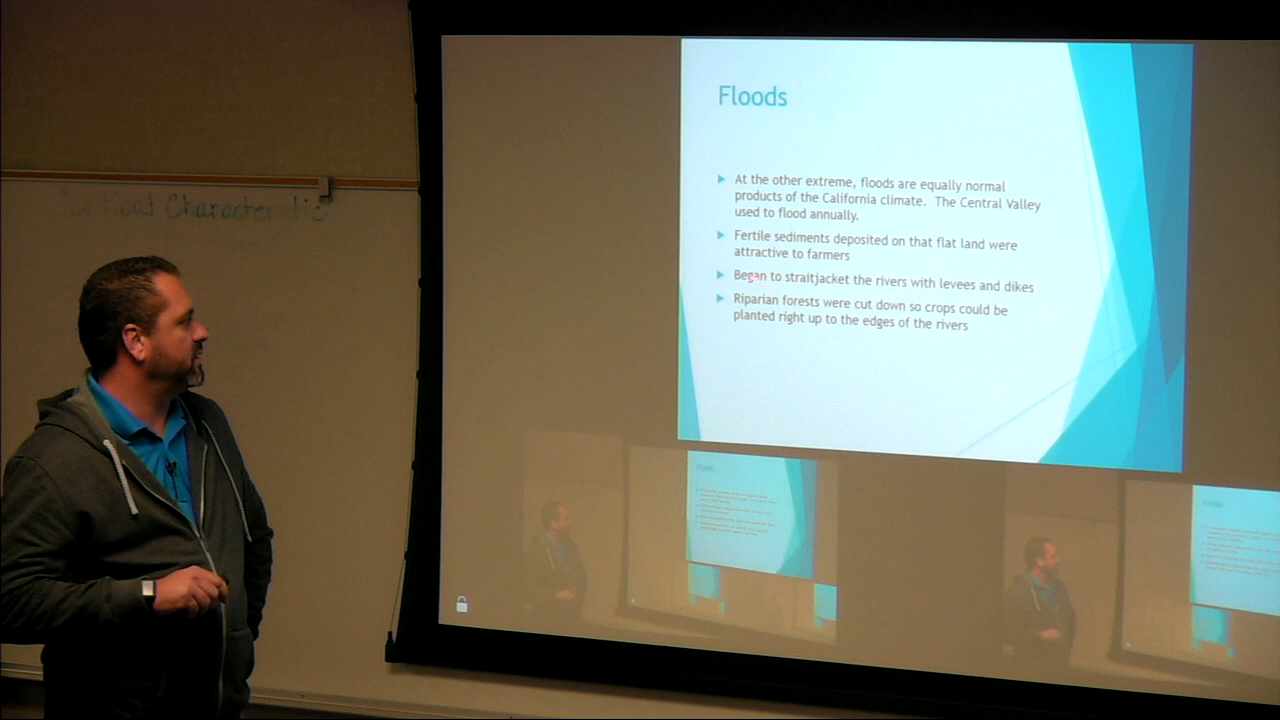 Critical Characteristic
Floods
At the other extreme, floods are equally normal
products of the California climate. The Central Valley
used to flood annually.
Fertile sediments deposited on that flat land were
attractive to farmers
Began to straitjacket the rivers with levees and dikes
Riparian forests were cut down so crops could be
planted right up to the edges of the rivers
Floods